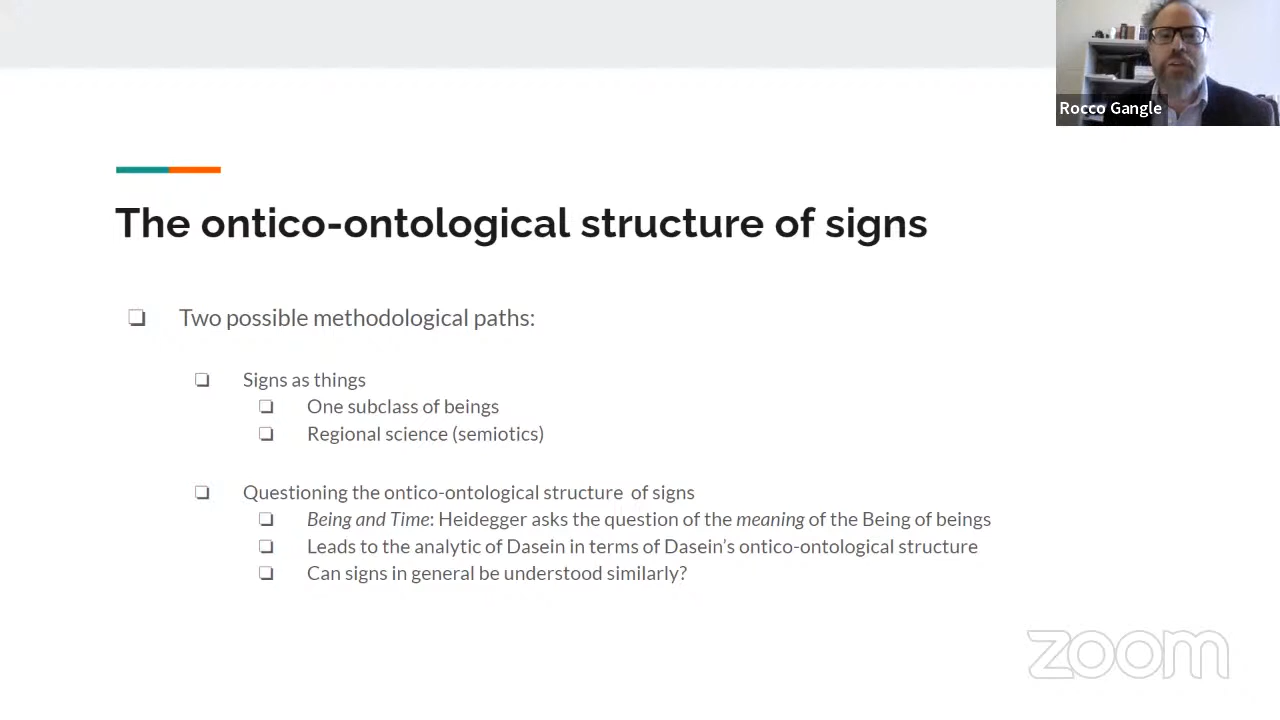 Rocco Gangle
The ontico-ontological structure of signs
Two possible methodological paths:
Signs as things
One subclass of beings
Regional science (semiotics)
Questioning the ontico-ontological structure of signs
Being and Time: Heidegger asks the question of the meaning of the Being of beings
Leads to the analytic of Dasein in terms of Dasein's ontico-ontological structure
Can signs in general be understood similarly?
zoom